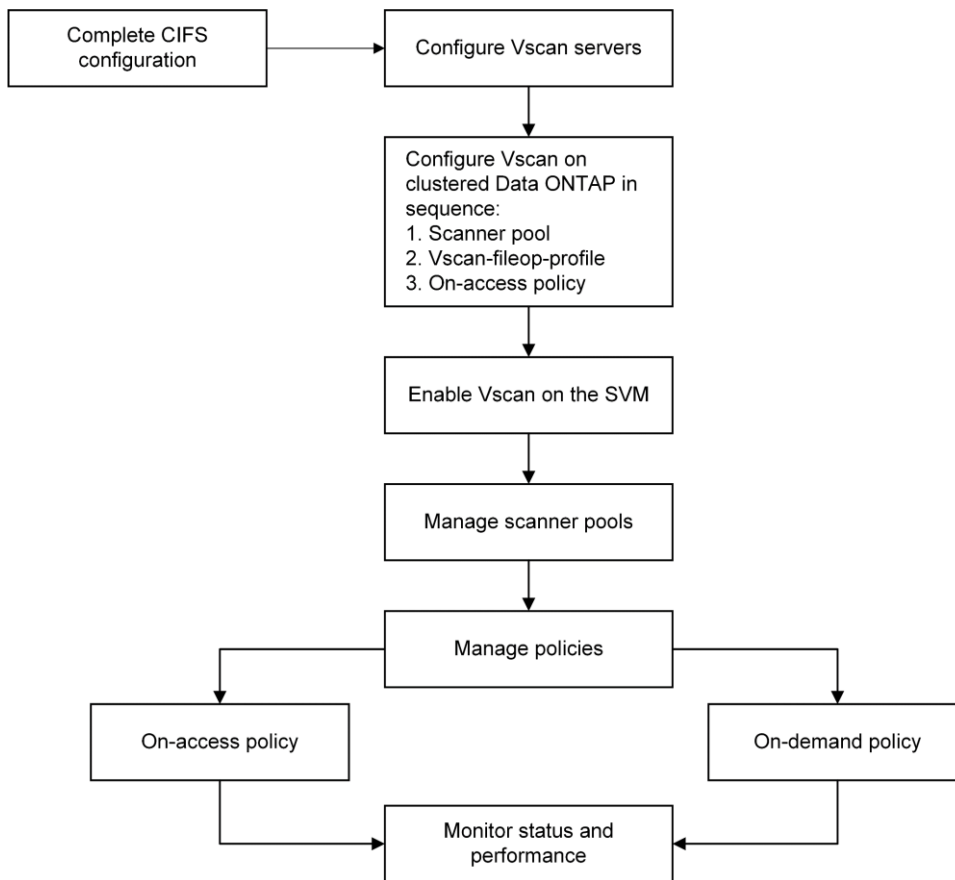 Complete CIFS
configuration
Configure Vscan servers
Configure Vscan on
clustered Data ONTAP in
sequence:
1. Scanner pool
2. Vscan-fileop-profile
3. On-access policy
Enable Vscan on the SVM
Manage scanner pools
Manage policies
On-access policy
On-demand policy
Monitor status and
performance